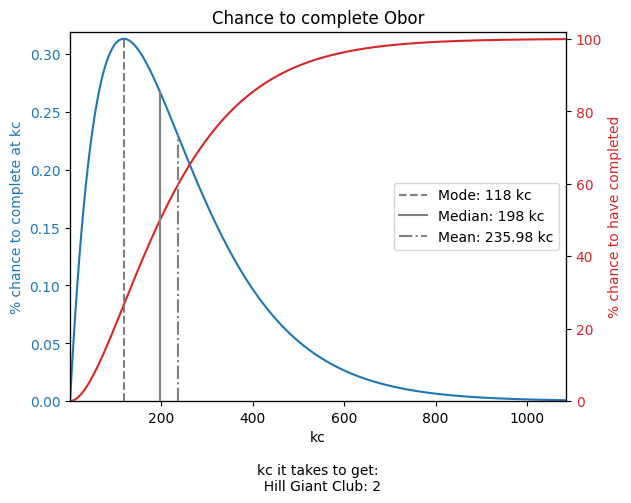 Chance to complete Obor
% chance to complete at kc
0.30
0.25
0.20
0.15
0.10
0.05
0.00
100
80
60
40
20
0
% chance to have completed
Mode: 118 kc
Median: 198 kc
Mean: 235.98 kc
200 400 600 800 1000
kc
kc it takes to get:
Hill Giant Club: 2